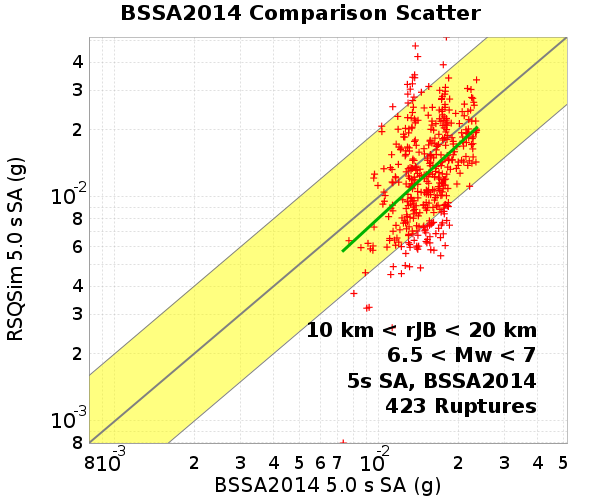 BSSA2014 Comparison Scatter
RSQSim 5.0 s SA (g)
4
3
2
10⁻²
8
6
4
3
2
10⁻³
8
10 km < rJB < 20 km
6.5 < Mw < 7
5s SA, BSSA2014
423 Ruptures
8 10⁻³ 2 3 4 5 6 7 10⁻² 2 3 4 5
BSSA2014 5.0 s SA (g)